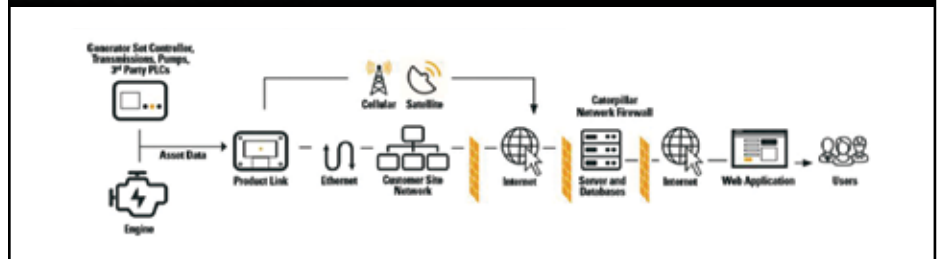 Generator Set Controller,
Transmissions, Pumps,
3rd Party PLCs
Cellular
Satellite
Caterpillar
Network Firewall
Asset Data
Product Link
Ethernet
Customer Site
Network
Internet
Server and
Databases
Internet
Web Application
Users
Engine